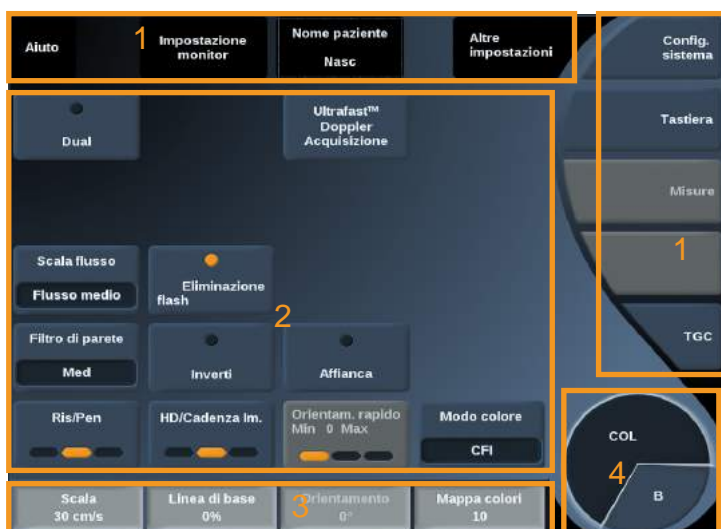 Aiuto
1
Impostazione
monitor
Nome paziente
Nasc
Altre
impostazioni
Config.
sistema
Tastiera
Misure
1
TGC
Dual
Ultrafast™
Doppler
Acquisizione
Scala flusso
Flusso medio
Eliminazione
flash
2
Filtro di parete
Med
Inverti
Affianca
Ris/Pen
HD/Cadenza Im.
Orientam. rapido
Min 0 Max
Modo colore
CFI
COL
4
B
Scala
30 cm/s
Linea di base
0%
3
Orientamento
0°
Mappa colori
10